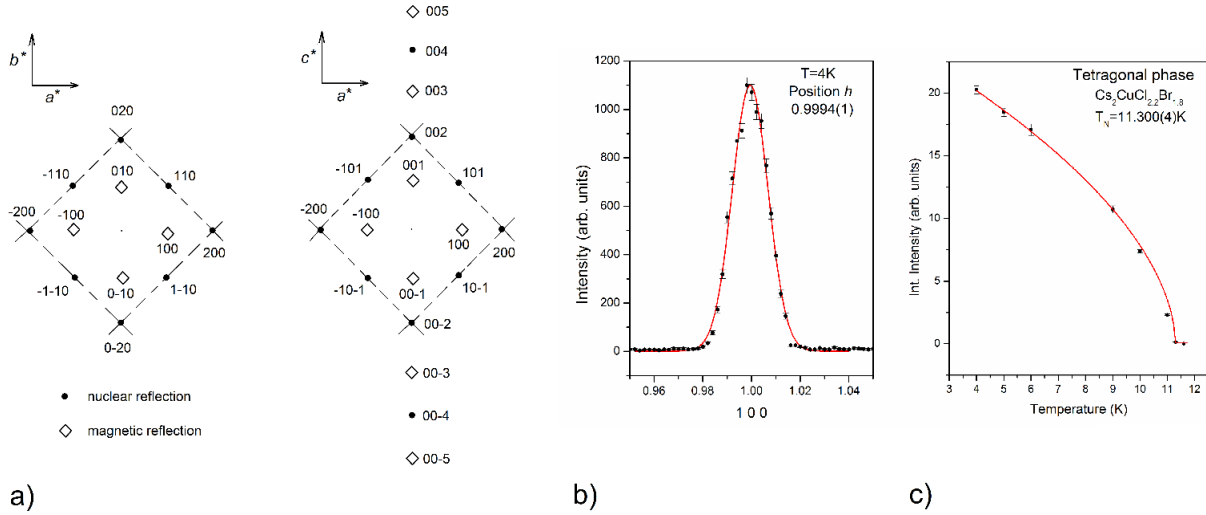 b*
a*
020
-110
010
110
-100
-200
100
200
-1-10
0-10
1-10
0-20
nuclear reflection
magnetic reflection
a)
005
c*
004
a*
003
002
-101
001
101
-200
-100
100
200
-10-1
00-1
10-1
00-2
00-3
00-4
00-5
1200
1000
800
600
400
200
0
Intensity (arb. units)
T=4K
Position h
0.9994(1)
0.96 0.98 1.00 1.02 1.04
1 0 0
b)
20
15
10
5
0
Int. Intensity (arb. units)
Tetragonal phase
Cs2CuCl2.2Br1.8
TN=11.300(4)K
3 4 5 6 7 8 9 10 11 12
Temperature (K)
c)